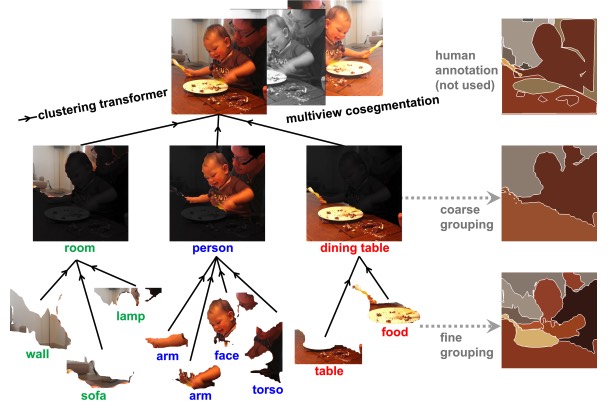 human
annotation
(not used)
clustering transformer
multiview cosegmentation
room
person
dining table
coarse
grouping
wall
lamp
sofa
arm
face
arm
torso
food
table
fine
grouping